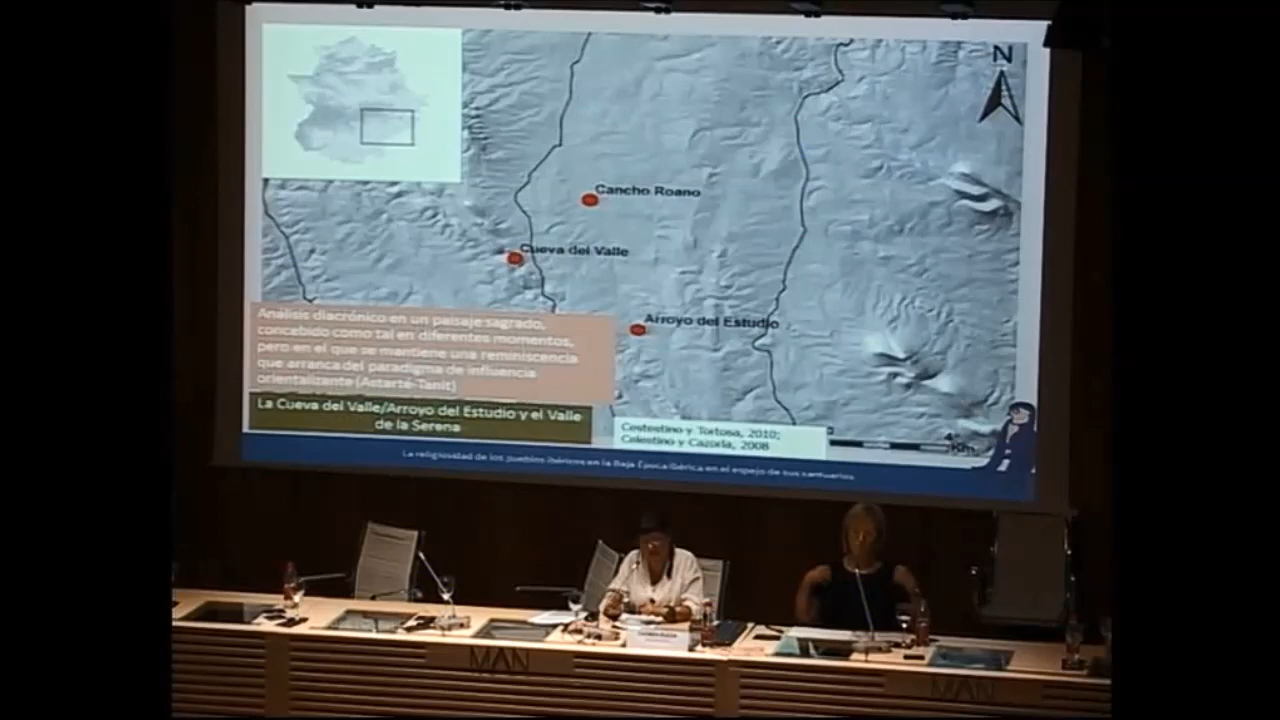 N
Cancho Roano
Cueva del Valle
Arroyo del Estudio
Análisis diacrónico en un paisaje sagrado,
concebido como tal en diferentes momentos,
pero en el que se mantiene una reminiscencia
que arranca del paradigma de influencia
orientalizante (Astarté-Tanit)
La Cueva del Valle/Arroyo del Estudio y el Valle
de la Serena
Cestestino y Tortosa, 2010;
Celestino y Cazorla, 2008
0
Km
La religiosidad de los pueblos ibéricos en la Baja Época Ibérica en el espejo de sus santuarios
MAN
MAN